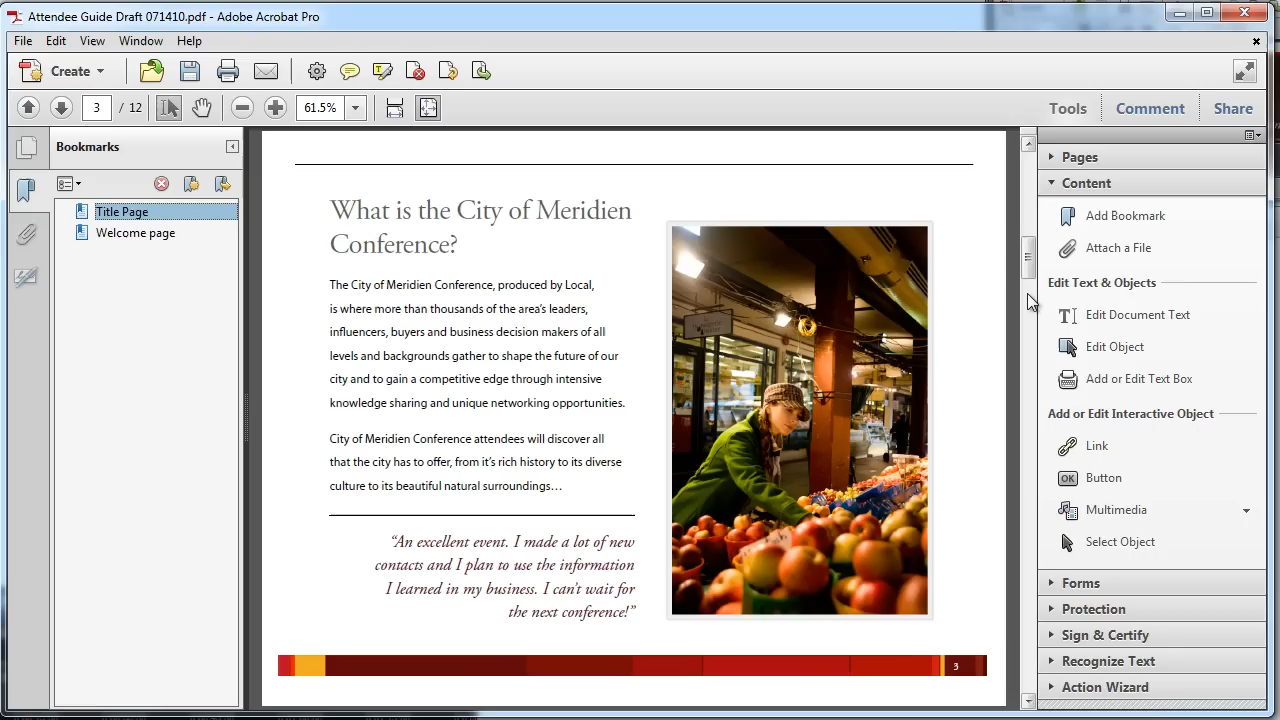 Attendee Guide Draft 071410.pdf - Adobe Acrobat Pro
File Edit View Window Help
Create
3 / 12 61.5% Tools Comment Share
Bookmarks
Title Page
Welcome page
What is the City of Meridien
Conference?
The City of Meridien Conference, produced by Local,
is where more than thousands of the area's leaders,
influencers, buyers and business decision makers of all
levels and backgrounds gather to shape the future of our
city and to gain a competitive edge through intensive
knowledge sharing and unique networking opportunities.
City of Meridien Conference attendees will discover all
that the city has to offer, from it's rich history to its diverse
culture to its beautiful natural surroundings…
“An excellent event. I made a lot of new
contacts and I plan to use the information
I learned in my business. I can't wait for
the next conference!”
3
Pages
Content
Add Bookmark
Attach a File
Edit Text & Objects
Edit Document Text
Edit Object
Add or Edit Text Box
Add or Edit Interactive Object
Link
OK Button
Multimedia
Select Object
Forms
Protection
Sign & Certify
Recognize Text
Action Wizard